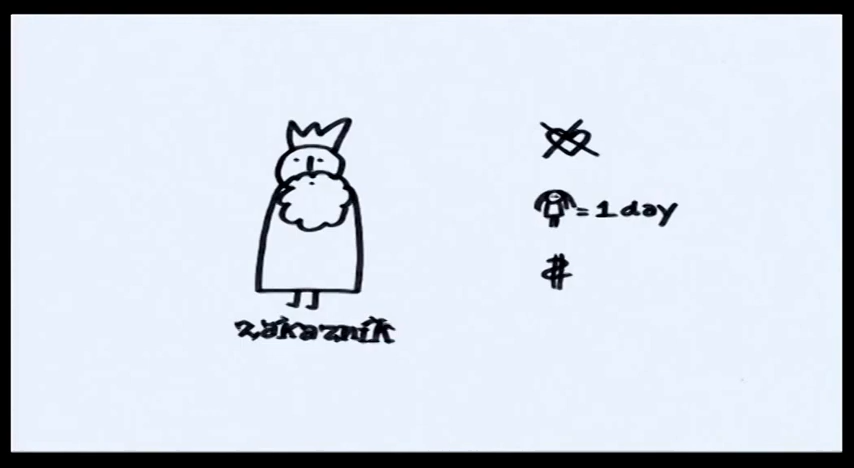 zákazník
= 1 day